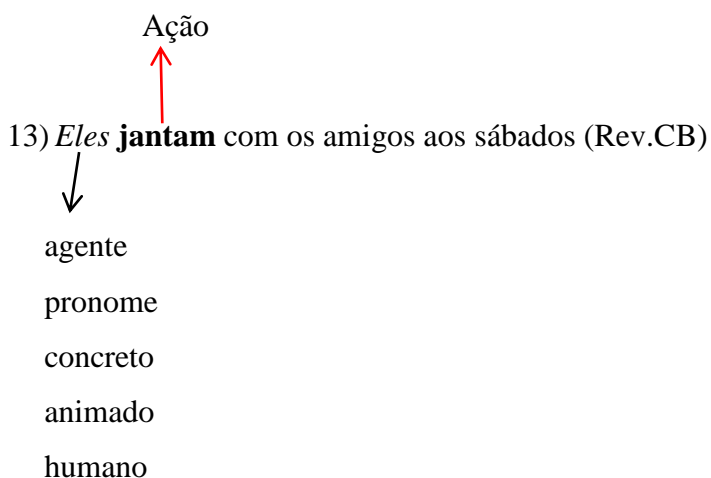 Ação
13) Eles jantam com os amigos aos sábados (Rev.CB)
agente
pronome
concreto
animado
humano